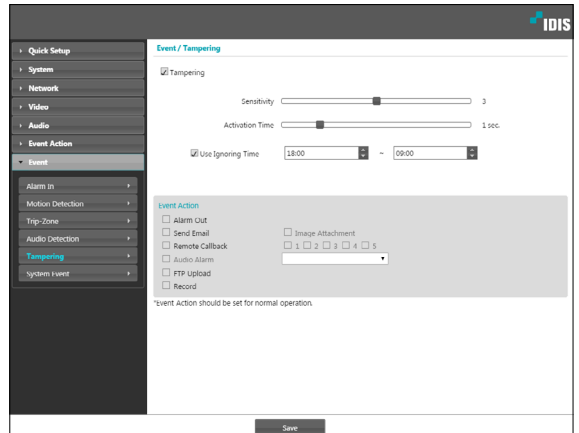 IDIS
Quick Setup
System
Network
Video
Audio
Event Action
Event
Alarm In
Motion Detection
Trip-Zone
Audio Detection
Tampering
System Event
Event / Tampering
Tampering
Sensitivity 3
Activation Time 1 sec.
Use Ignoring Time 18:00 ~ 09:00
Event Action
Alarm Out
Send Email Image Attachment
Remote Callback 1 2 3 4 5
Audio Alarm
FTP Upload
Record
*Event Action should be set for normal operation.
Save